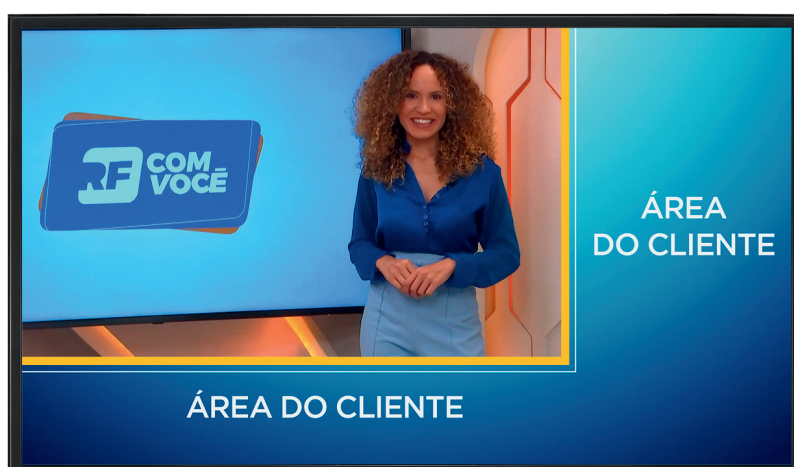 RF COM
VOCÊ
ÁREA
DO CLIENTE
ÁREA DO CLIENTE